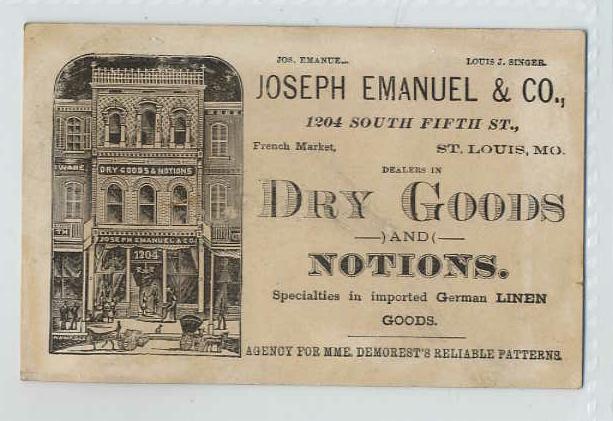 JOS. EMANUE... LOUIS J. SINGER.
JOSEPH EMANUEL & CO.,
1204 SOUTH FIFTH ST.,
French Market, ST. LOUIS, MO.
DEALERS IN
DRY GOODS
—)AND(—
NOTIONS.
Specialties in imported German LINEN
GOODS.
AGENCY FOR MME. DEMOREST'S RELIABLE PATTERNS.
WARE
DRY GOODS & NOTIONS
TH
JOSEPH EMANUEL & CO.
1204